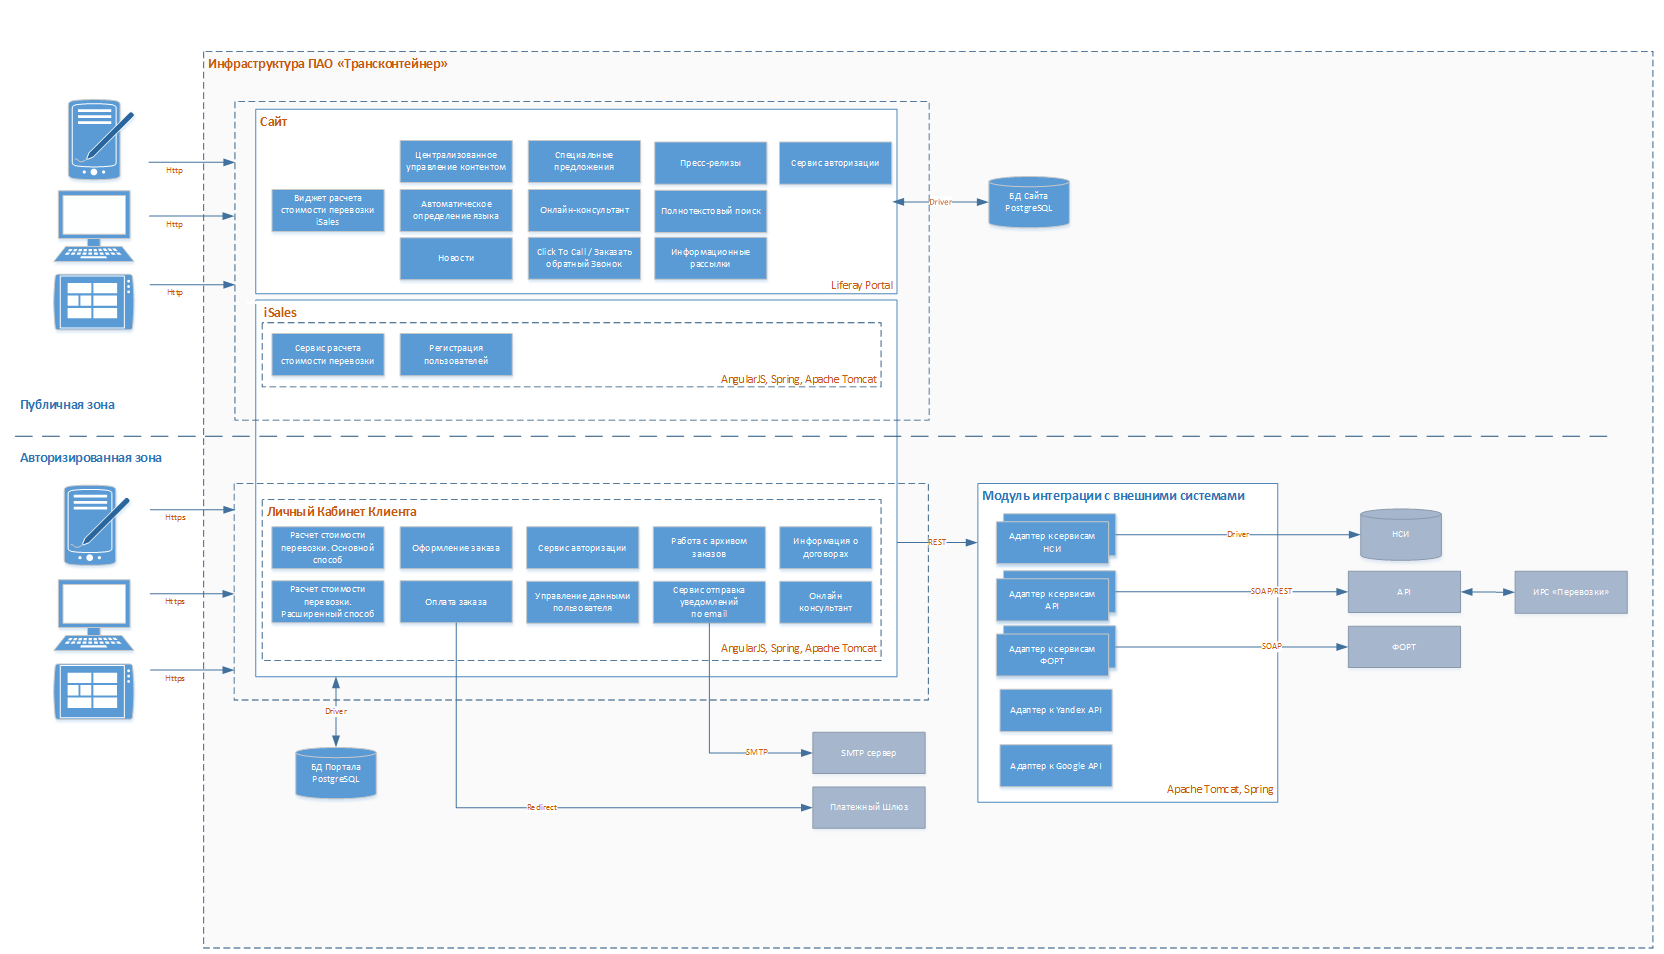 Инфраструктура ПАО «Трансконтейнер»
Сайт
Централизованное
управление контентом
Специальные
предложения
Пресс-релизы
Сервис авторизации
Http
Виджет расчета
стоимости перевозки
iSales
Автоматическое
определение языка
Онлайн-консультант
Полнотекстовый поиск
Driver
БД Сайта
PostgreSQL
Http
Новости
Click To Call / Заказать
обратный Звонок
Информационные
рассылки
Http
Liferay Portal
iSales
Сервис расчета
стоимости перевозки
Регистрация
пользователей
AngularJS, Spring, Apache Tomcat
Публичная зона
Авторизированная зона
Https
Личный Кабинет Клиента
Расчет стоимости
перевозки. Основной
способ
Оформление заказа
Сервис авторизации
Работа с архивом
заказов
Информация о
договорах
Расчет стоимости
перевозки.
Расширенный способ
Оплата заказа
Управление данными
пользователя
Сервис отправка
уведомлений
по email
Онлайн
консультант
Https
AngularJS, Spring, Apache Tomcat
Https
REST
Модуль интеграции с внешними системами
Адаптер к сервисам
НСИ
Driver
НСИ
Адаптер к сервисам
API
SOAP/REST
API
ИРС «Перевозки»
Адаптер к сервисам
ФОРТ
SOAP
ФОРТ
Адаптер к Yandex API
Адаптер к Google API
Apache Tomcat, Spring
Driver
БД Портала
PostgreSQL
SMTP
SMTP сервер
Redirect
Платежный Шлюз